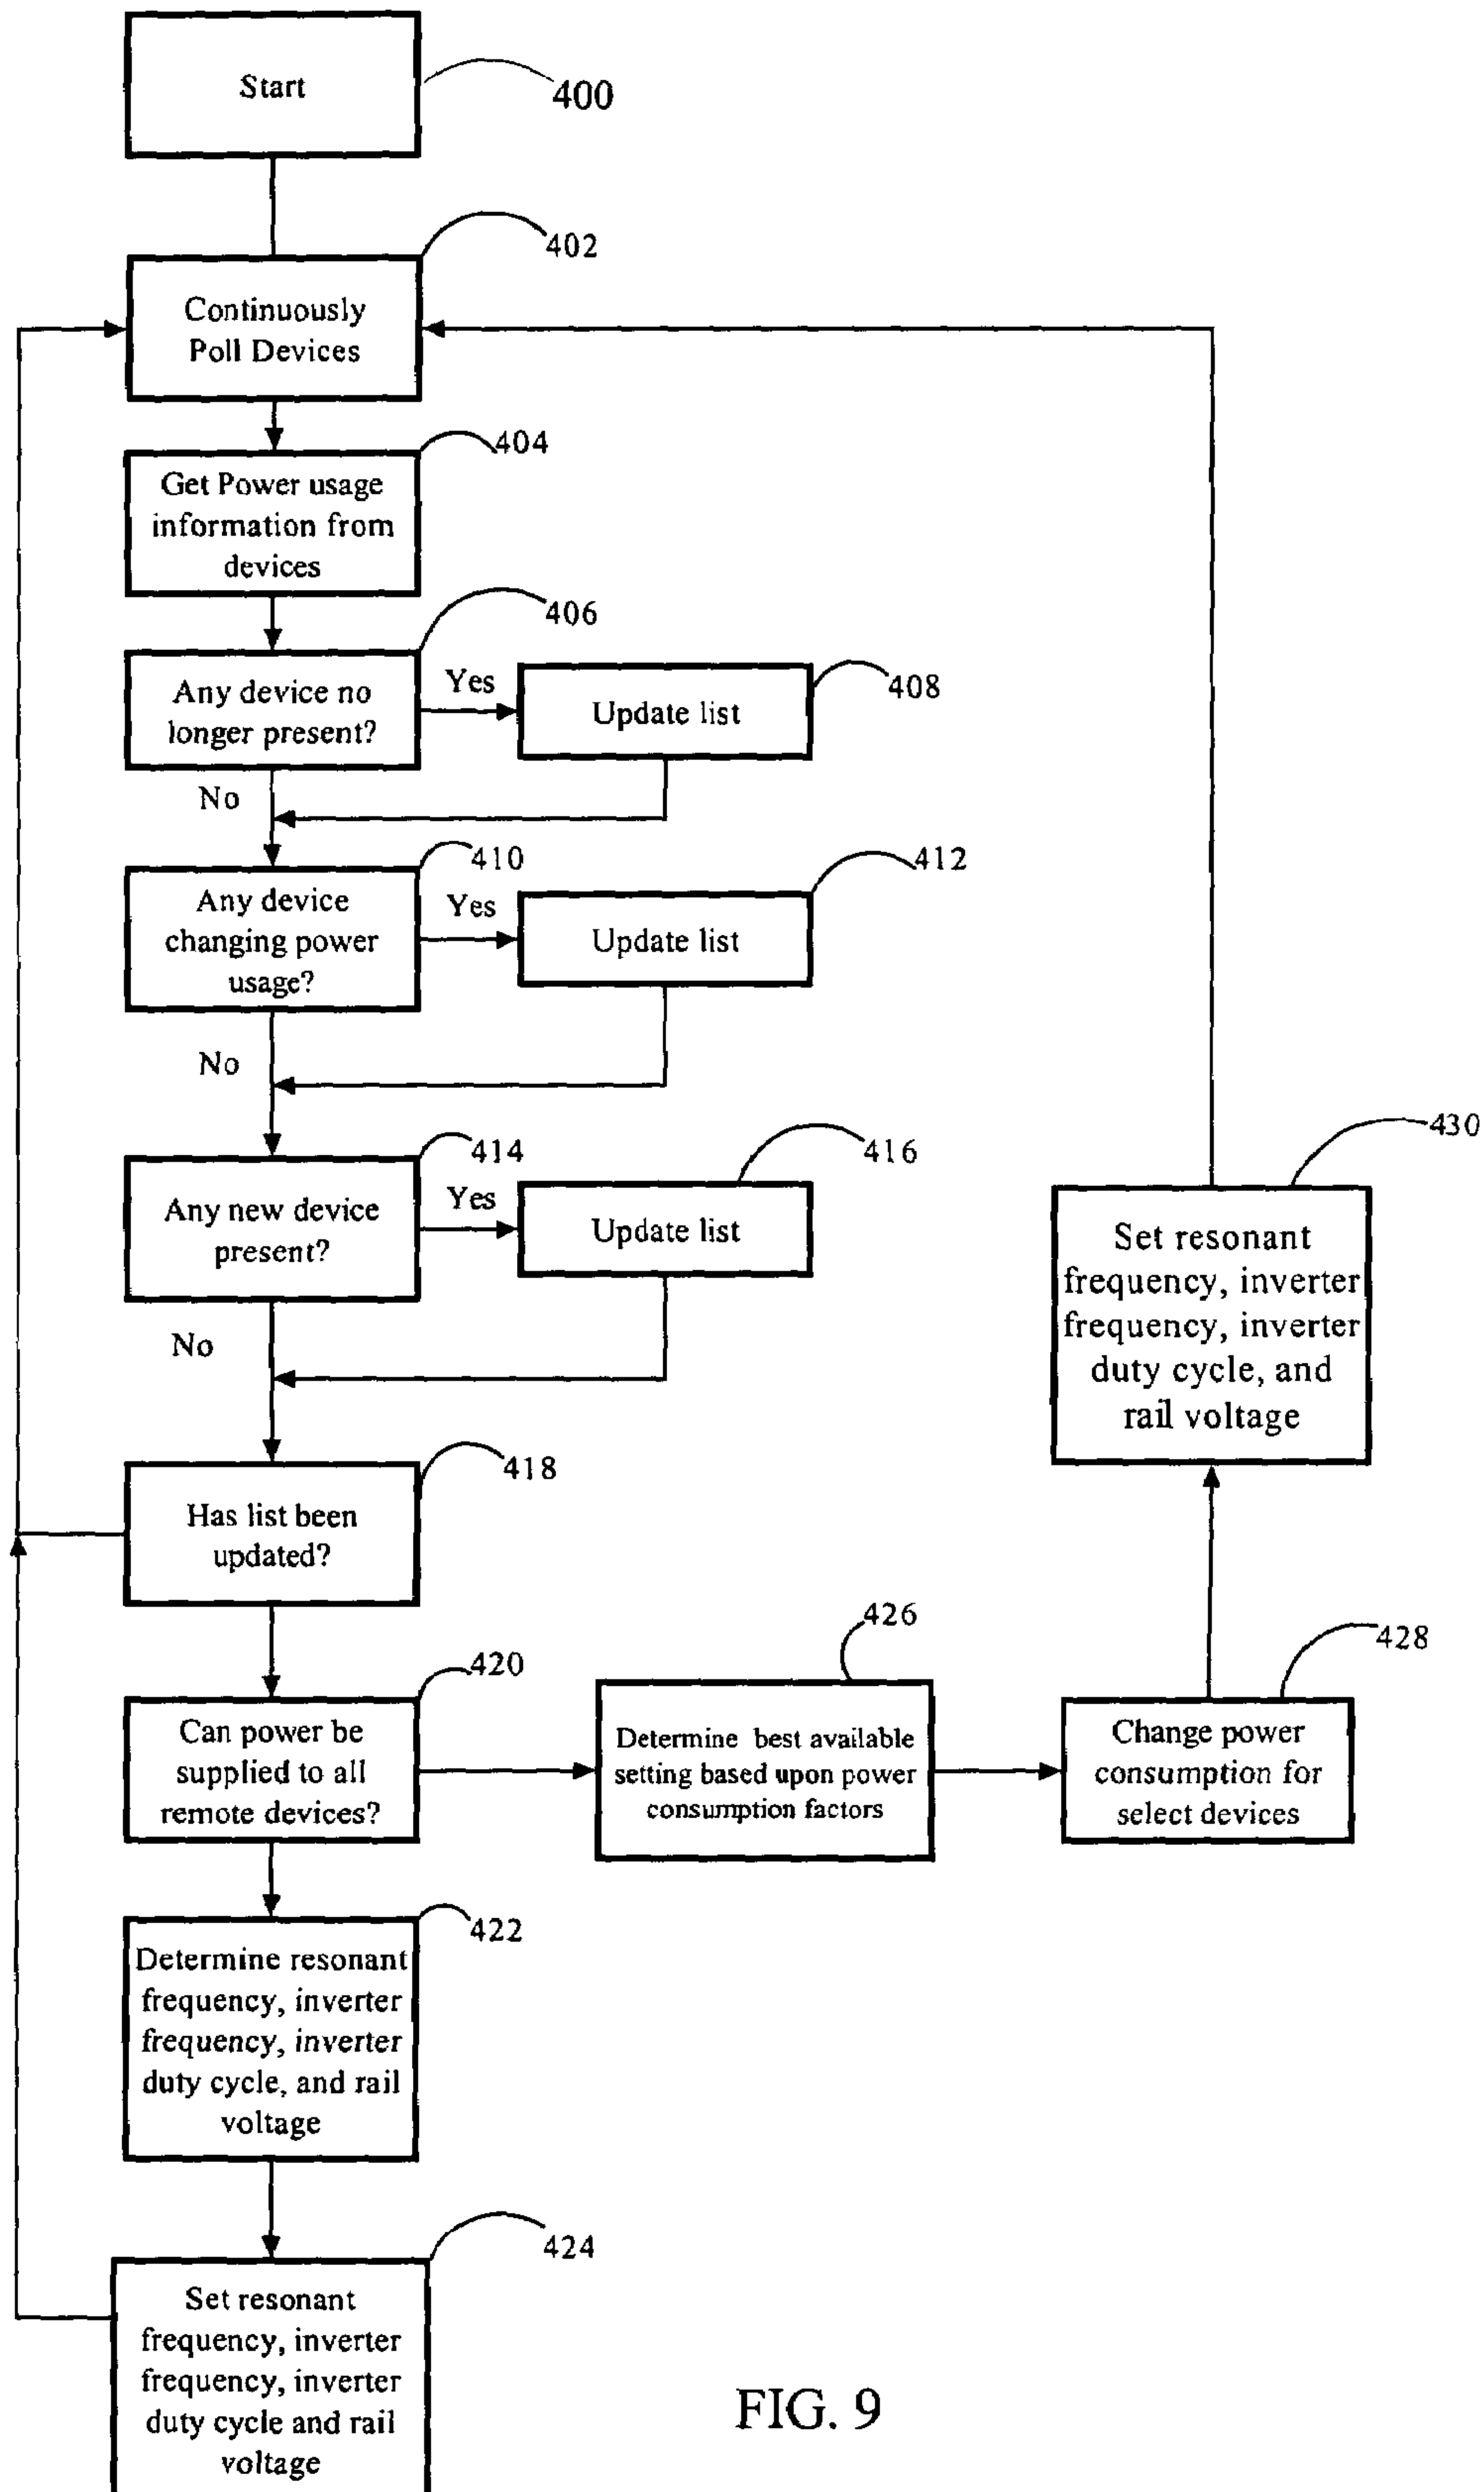 Start
400
402
Continuously
Poll Devices
404
Get Power usage
information from
devices
406
Any device no
longer present?
Yes
Update list
408
No
410
Any device
changing power
usage?
Yes
Update list
412
No
414
Any new device
present?
Yes
Update list
416
No
418
Has list been
updated?
420
Can power be
supplied to all
remote devices?
426
Determine best available
setting based upon power
consumption factors
428
Change power
consumption for
select devices
430
Set resonant
frequency, inverter
frequency, inverter
duty cycle, and
rail voltage
422
Determine resonant
frequency, inverter
frequency, inverter
duty cycle, and rail
voltage
424
Set resonant
frequency, inverter
frequency, inverter
duty cycle and rail
voltage
FIG. 9